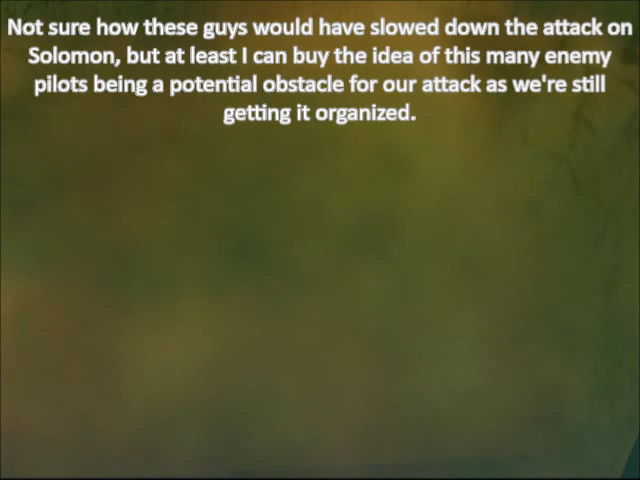 Not sure how these guys would have slowed down the attack on
Solomon, but at least I can buy the idea of this many enemy
pilots being a potential obstacle for our attack as we're still
getting it organized.